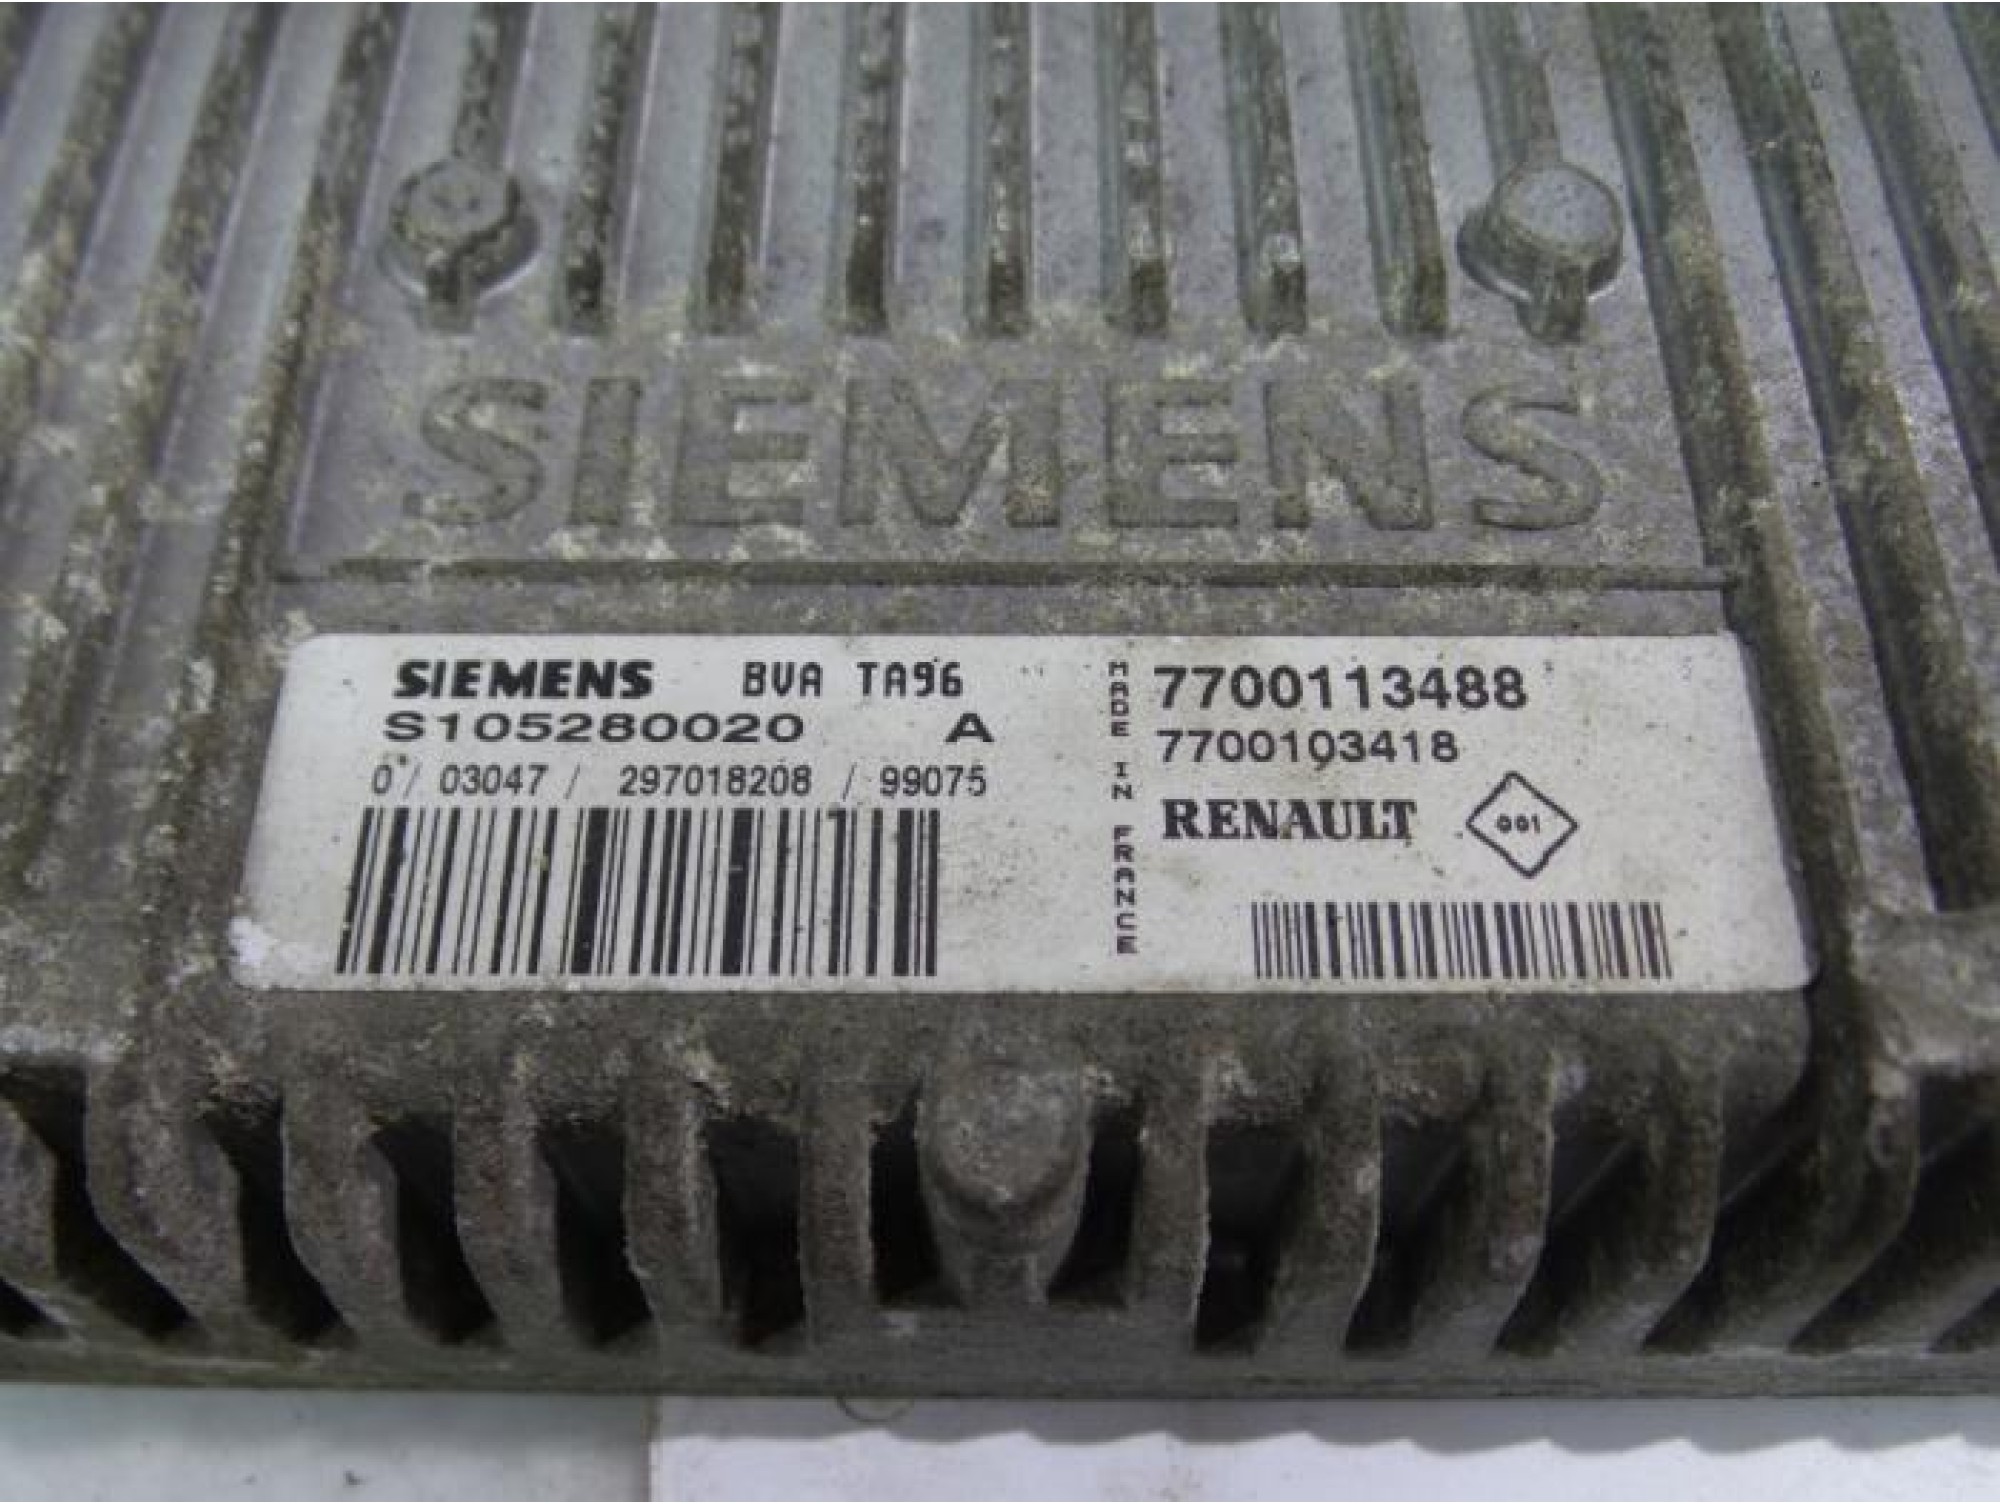 SIEMENS
SIEMENS BVA TA96
S105280020 A
0 / 03047 / 297018208 / 99075
MADE IN FRANCE
7700113488
7700103418
RENAULT 001